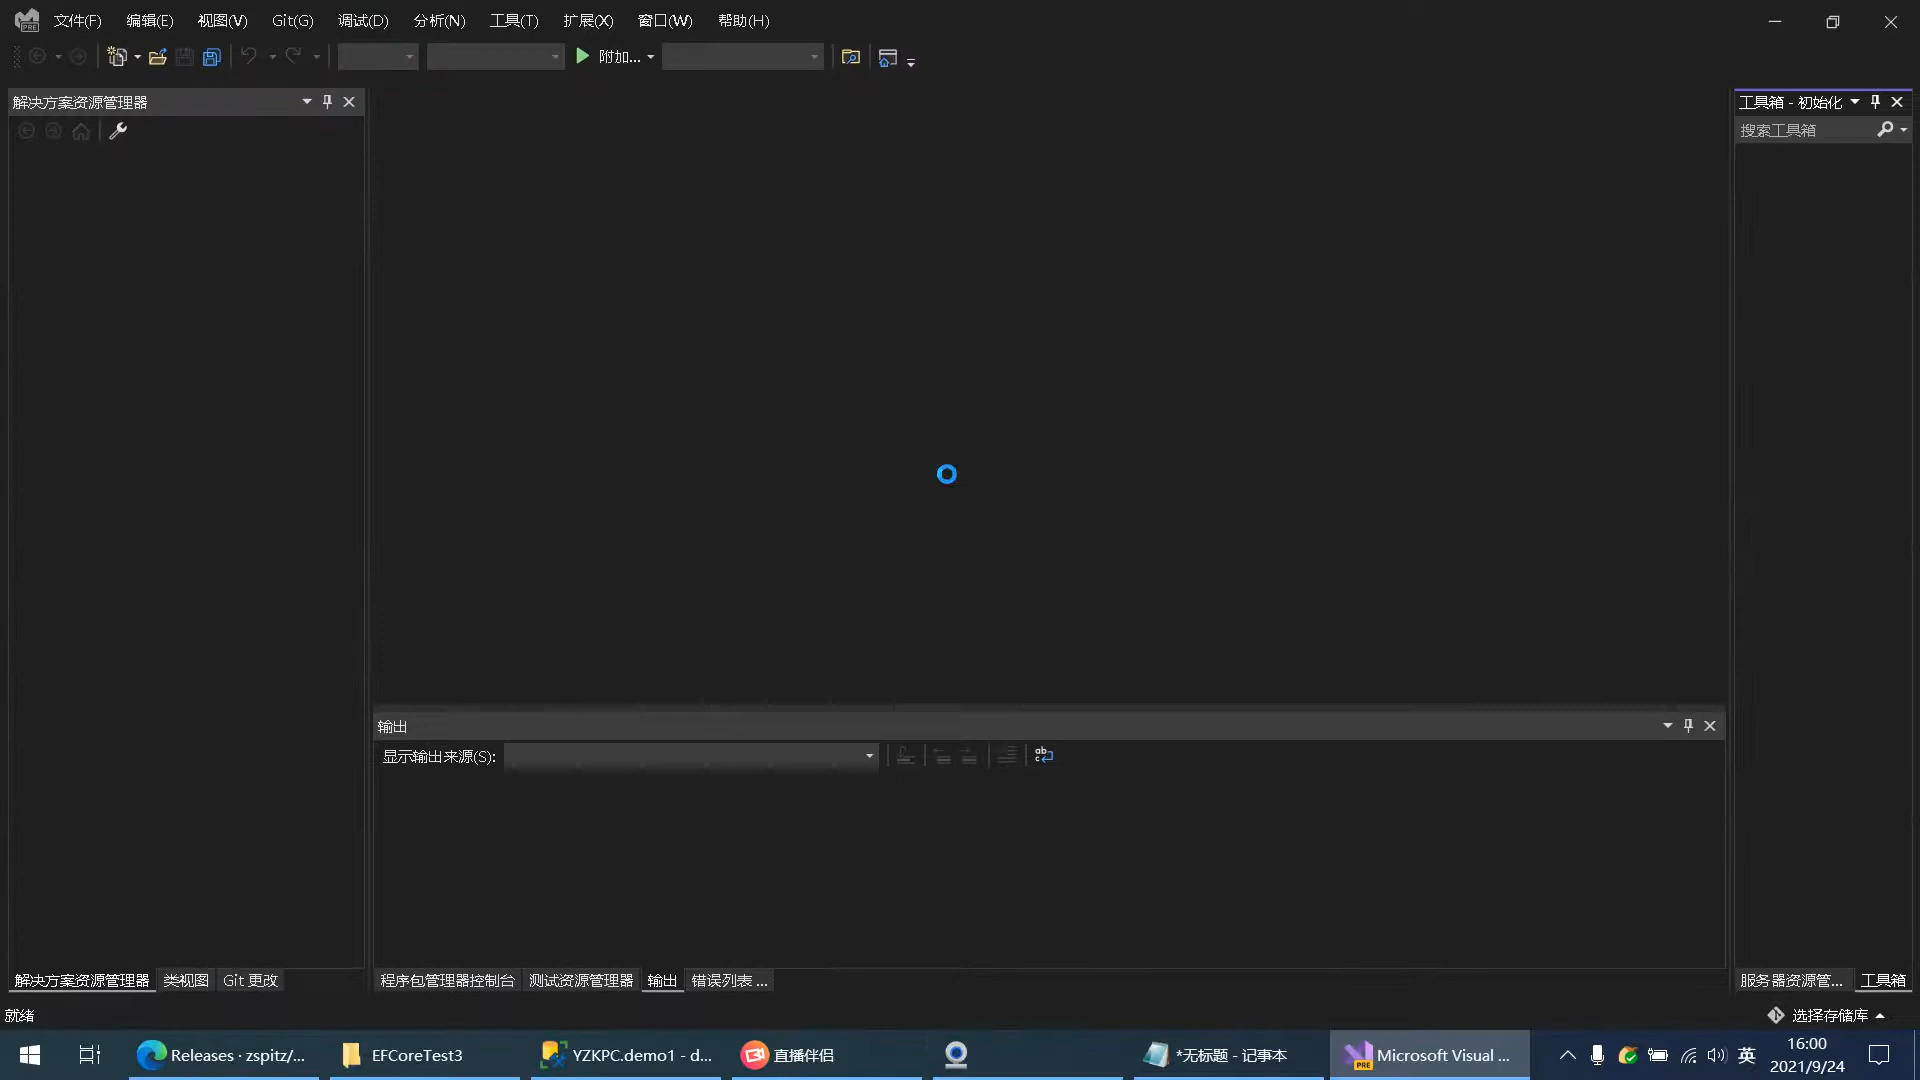 文件(F) 编辑(E) 视图(V) Git(G) 调试(D) 分析(N) 工具(T) 扩展(X) 窗口(W) 帮助(H)
PRE
附加...
解决方案资源管理器
工具箱 - 初始化
搜索工具箱
输出
显示输出来源(S):
解决方案资源管理器 类视图 Git 更改
程序包管理器控制台 测试资源管理器 输出 错误列表 ...
服务器资源管... 工具箱
就绪
选择存储库
Releases · zspitz/... EFCoreTest3 YZKPC.demo1 - d... 直播伴侣 *无标题 - 记事本 Microsoft Visual ...
英
16:00
2021/9/24